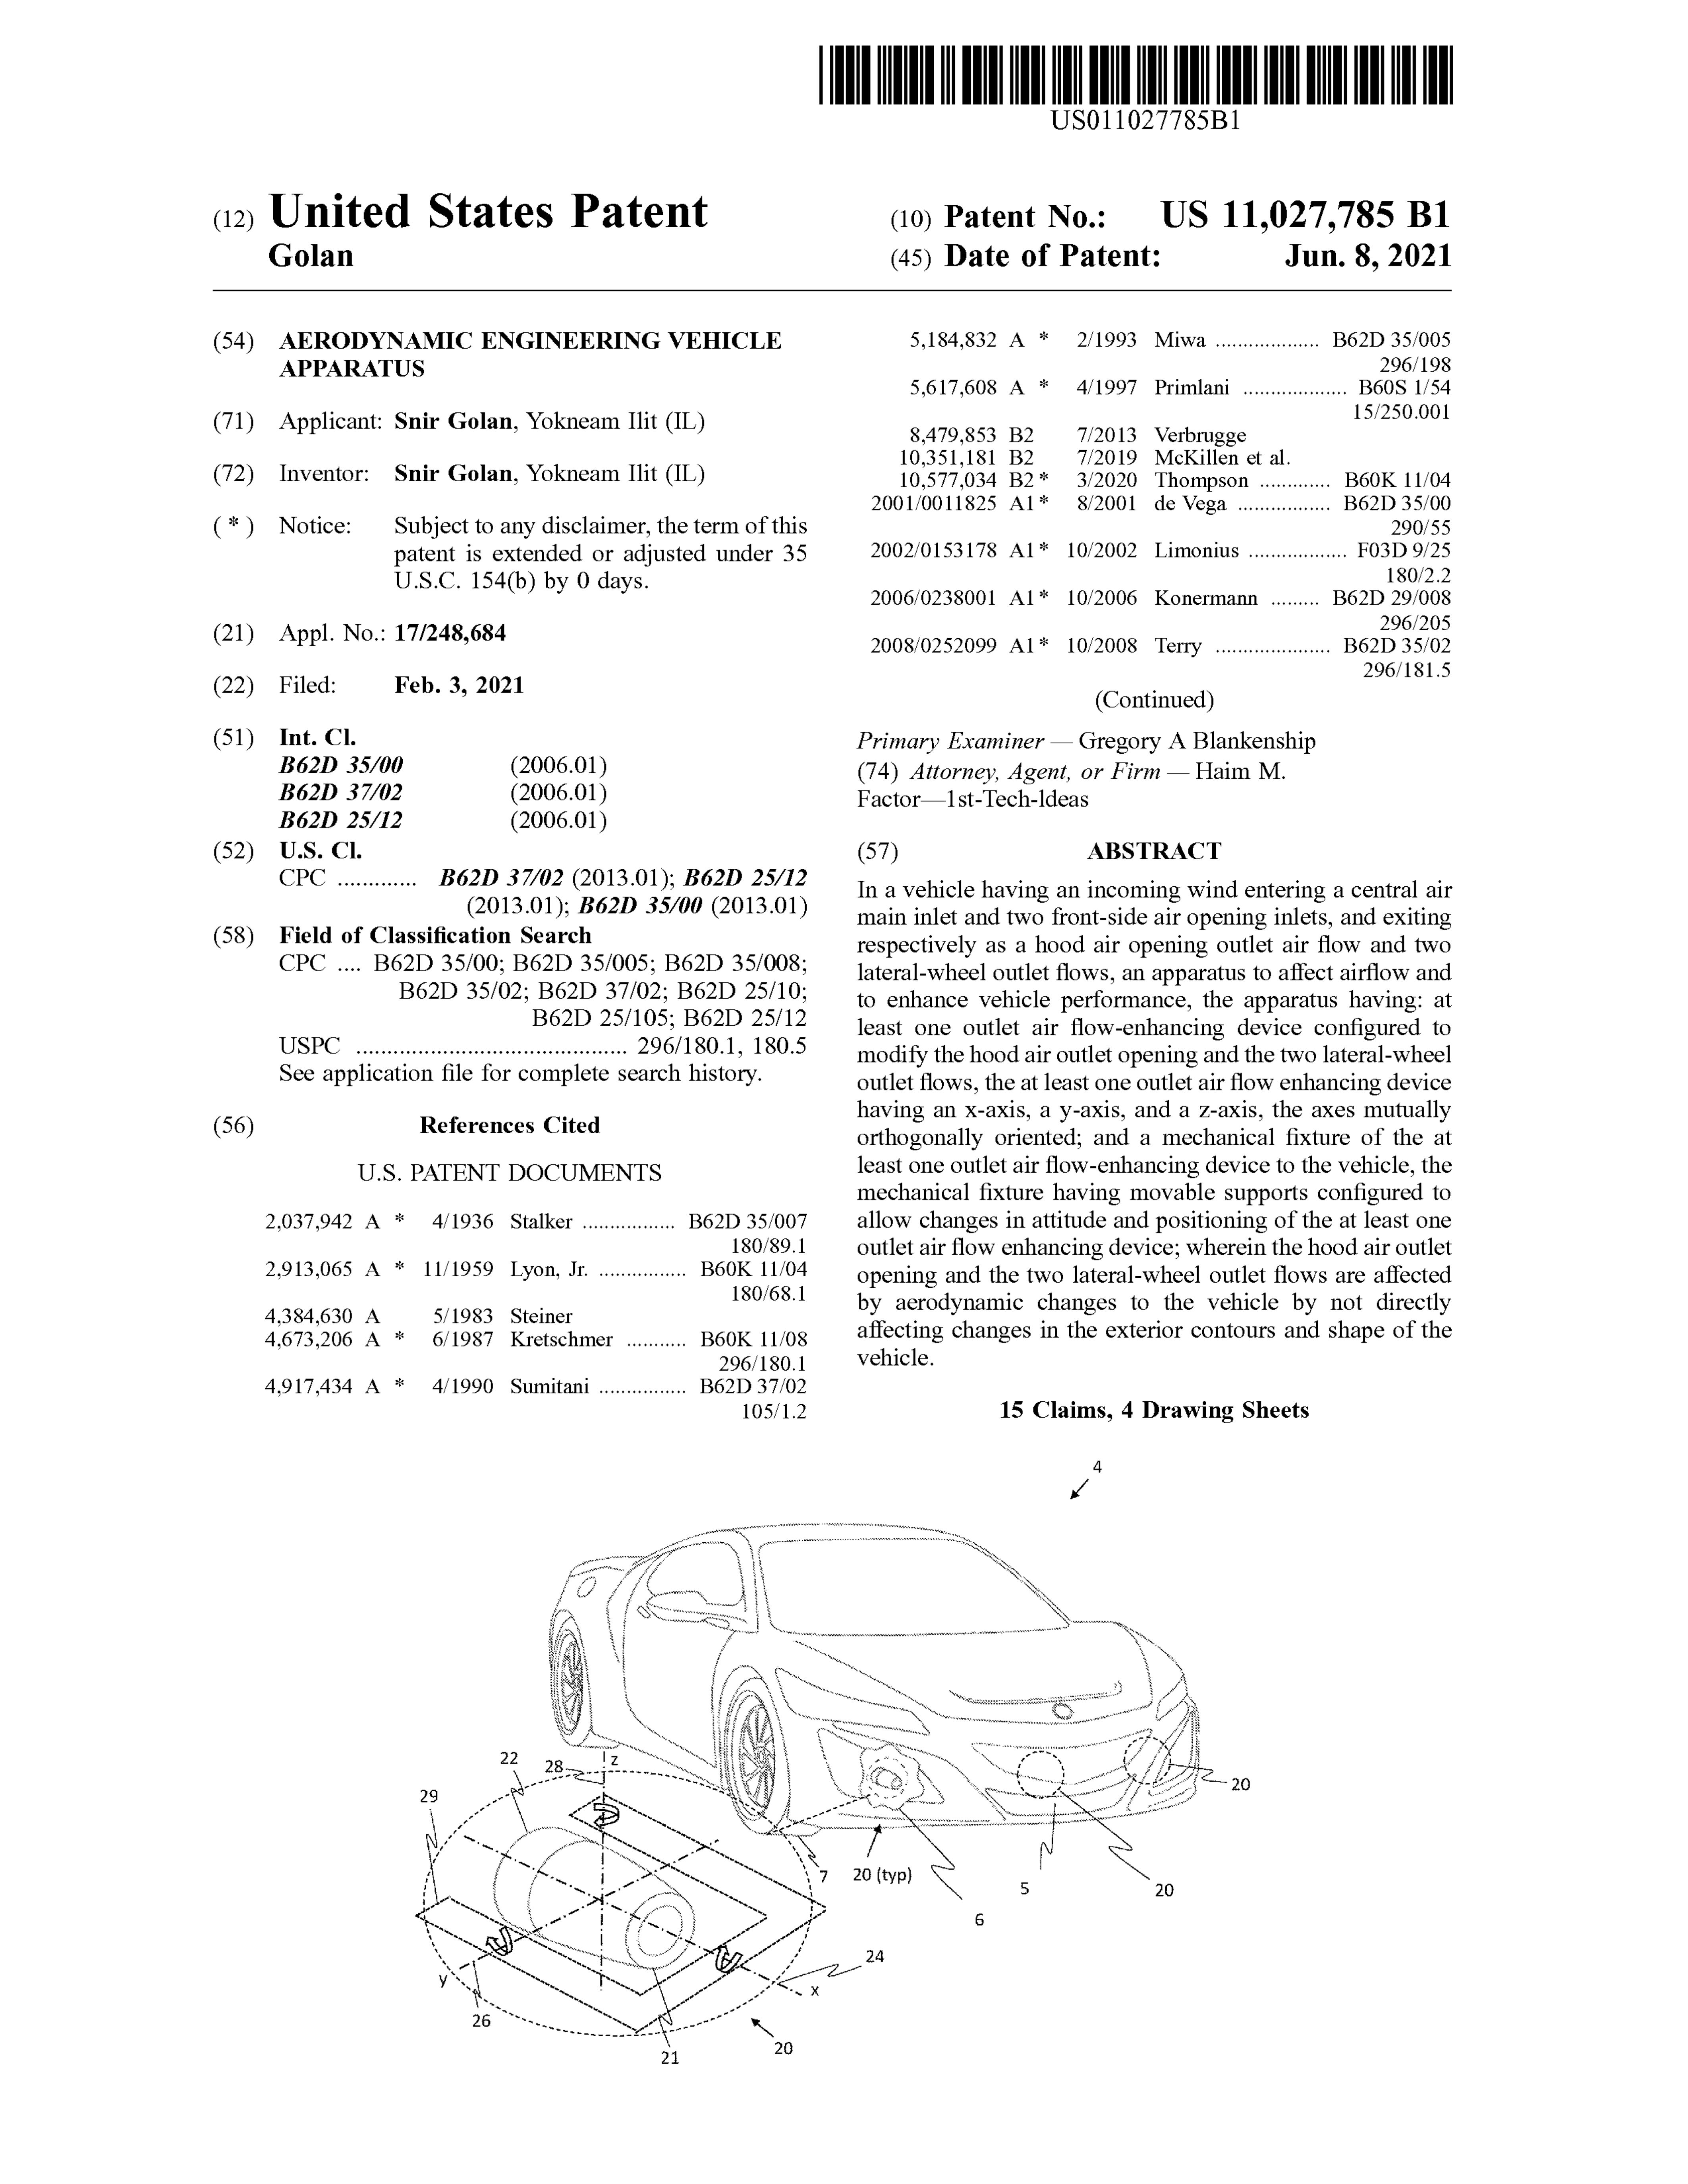 US011027785B1
(12) United States Patent
Golan
(10) Patent No.: US 11,027,785 B1
(45) Date of Patent: Jun. 8, 2021
(54) AERODYNAMIC ENGINEERING VEHICLE
APPARATUS
(71) Applicant: Snir Golan, Yokneam Ilit (IL)
(72) Inventor: Snir Golan, Yokneam Ilit (IL)
( * ) Notice: Subject to any disclaimer, the term of this
patent is extended or adjusted under 35
U.S.C. 154(b) by 0 days.
(21) Appl. No.: 17/248,684
(22) Filed: Feb. 3, 2021
(51) Int. Cl.
B62D 35/00 (2006.01)
B62D 37/02 (2006.01)
B62D 25/12 (2006.01)
(52) U.S. Cl.
CPC ............. B62D 37/02 (2013.01); B62D 25/12
(2013.01); B62D 35/00 (2013.01)
(58) Field of Classification Search
CPC .... B62D 35/00; B62D 35/005; B62D 35/008;
B62D 35/02; B62D 37/02; B62D 25/10;
B62D 25/105; B62D 25/12
USPC ............................................ 296/180.1, 180.5
See application file for complete search history.
(56) References Cited
U.S. PATENT DOCUMENTS
2,037,942 A * 4/1936 Stalker ................. B62D 35/007
180/89.1
2,913,065 A * 11/1959 Lyon, Jr. ................ B60K 11/04
180/68.1
4,384,630 A 5/1983 Steiner
4,673,206 A * 6/1987 Kretschmer ........... B60K 11/08
296/180.1
4,917,434 A * 4/1990 Sumitani ................ B62D 37/02
105/1.2
5,184,832 A * 2/1993 Miwa ................... B62D 35/005
296/198
5,617,608 A * 4/1997 Primlani ................... B60S 1/54
15/250.001
8,479,853 B2 7/2013 Verbrugge
10,351,181 B2 7/2019 McKillen et al.
10,577,034 B2 * 3/2020 Thompson ............. B60K 11/04
2001/0011825 A1 * 8/2001 de Vega ................. B62D 35/00
290/55
2002/0153178 A1 * 10/2002 Limonius .................. F03D 9/25
180/2.2
2006/0238001 A1 * 10/2006 Konermann ......... B62D 29/008
296/205
2008/0252099 A1 * 10/2008 Terry ..................... B62D 35/02
296/181.5
(Continued)
Primary Examiner — Gregory A Blankenship
(74) Attorney, Agent, or Firm — Haim M.
Factor—1st-Tech-Ideas
(57) ABSTRACT
In a vehicle having an incoming wind entering a central air
main inlet and two front-side air opening inlets, and exiting
respectively as a hood air opening outlet air flow and two
lateral-wheel outlet flows, an apparatus to affect airflow and
to enhance vehicle performance, the apparatus having: at
least one outlet air flow-enhancing device configured to
modify the hood air outlet opening and the two lateral-wheel
outlet flows, the at least one outlet air flow enhancing device
having an x-axis, a y-axis, and a z-axis, the axes mutually
orthogonally oriented; and a mechanical fixture of the at
least one outlet air flow-enhancing device to the vehicle, the
mechanical fixture having movable supports configured to
allow changes in attitude and positioning of the at least one
outlet air flow enhancing device; wherein the hood air outlet
opening and the two lateral-wheel outlet flows are affected
by aerodynamic changes to the vehicle by not directly
affecting changes in the exterior contours and shape of the
vehicle.
15 Claims, 4 Drawing Sheets
4
22
28
z
29
20
7
20 (typ)
5
20
6
24
y
x
26
20
21